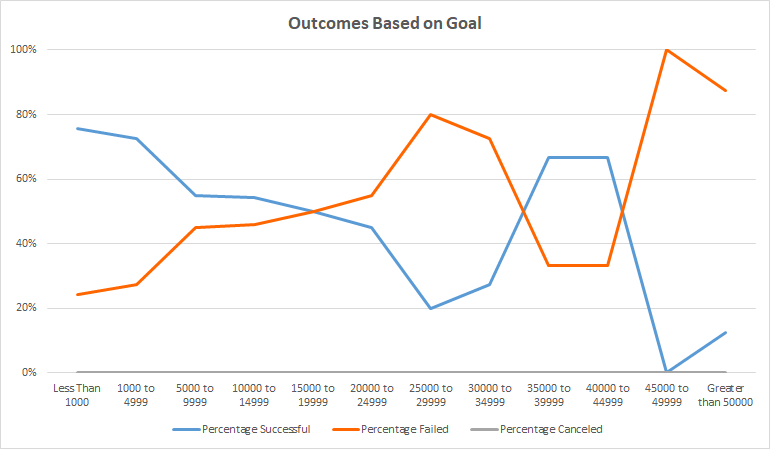 Outcomes Based on Goal
100%
80%
60%
40%
20%
0%
Less Than
1000
1000 to
4999
5000 to
9999
10000 to
14999
15000 to
19999
20000 to
24999
25000 to
29999
30000 to
34999
35000 to
39999
40000 to
44999
45000 to
49999
Greater
than 50000
Percentage Successful
Percentage Failed
Percentage Canceled